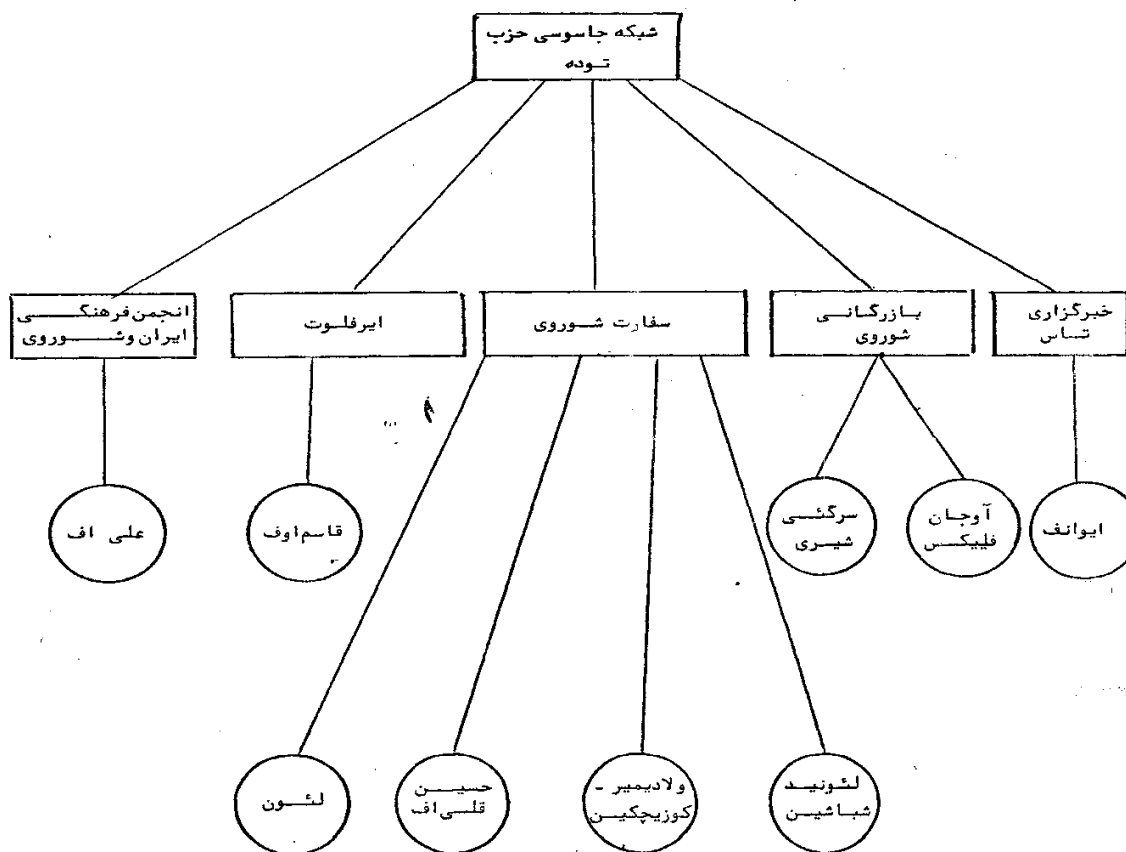 شبکه جاسوسی حزب
توده
خبرگزاری
تاس
بازرگانی
شوروی
سفارت شوروی
ایرفلوت
انجمن فرهنگی
ایران وشوروی
ایوانف
آوجان
فلیکس
سرگئی
شیری
قاسم اوف
علی اف
لئونید
شباشین
ولادیمیر -
کوزیچکین
حسین
قلی اف
لئون